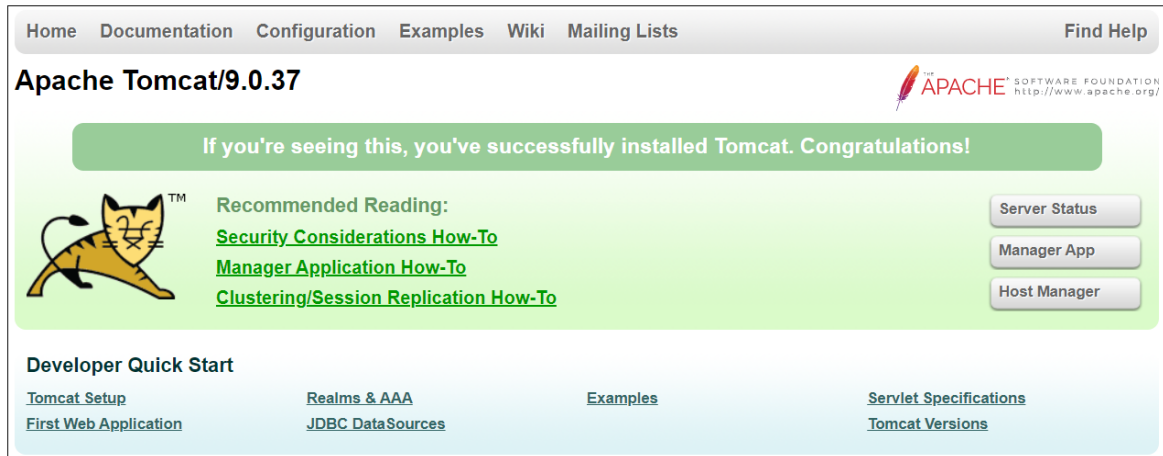 Home Documentation Configuration Examples Wiki Mailing Lists Find Help
Apache Tomcat/9.0.37
THE
APACHE® SOFTWARE FOUNDATION
http://www.apache.org/
If you're seeing this, you've successfully installed Tomcat. Congratulations!
TM
Recommended Reading:
Security Considerations How-To
Manager Application How-To
Clustering/Session Replication How-To
Server Status
Manager App
Host Manager
Developer Quick Start
Tomcat Setup Realms & AAA Examples Servlet Specifications
First Web Application JDBC DataSources Tomcat Versions